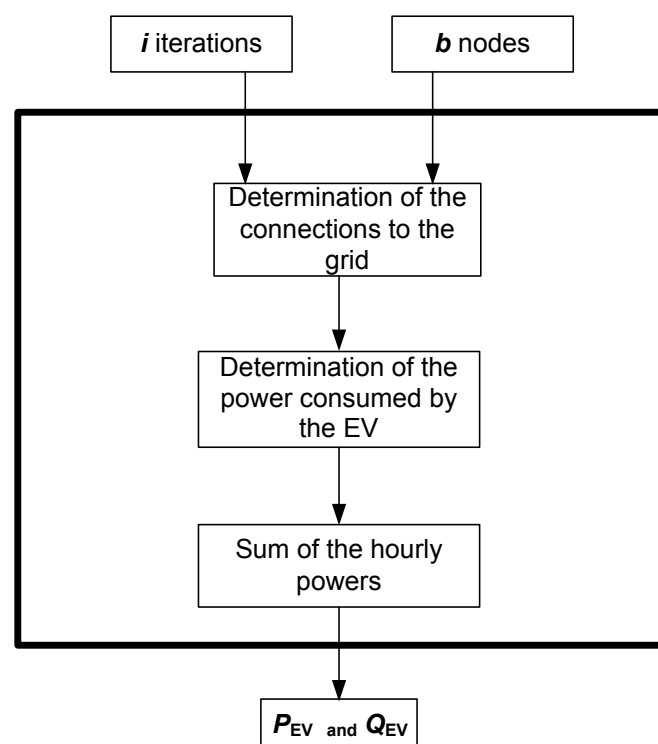 i iterations
b nodes
Determination of the
connections to the
grid
Determination of the
power consumed by
the EV
Sum of the hourly
powers
PEV and QEV